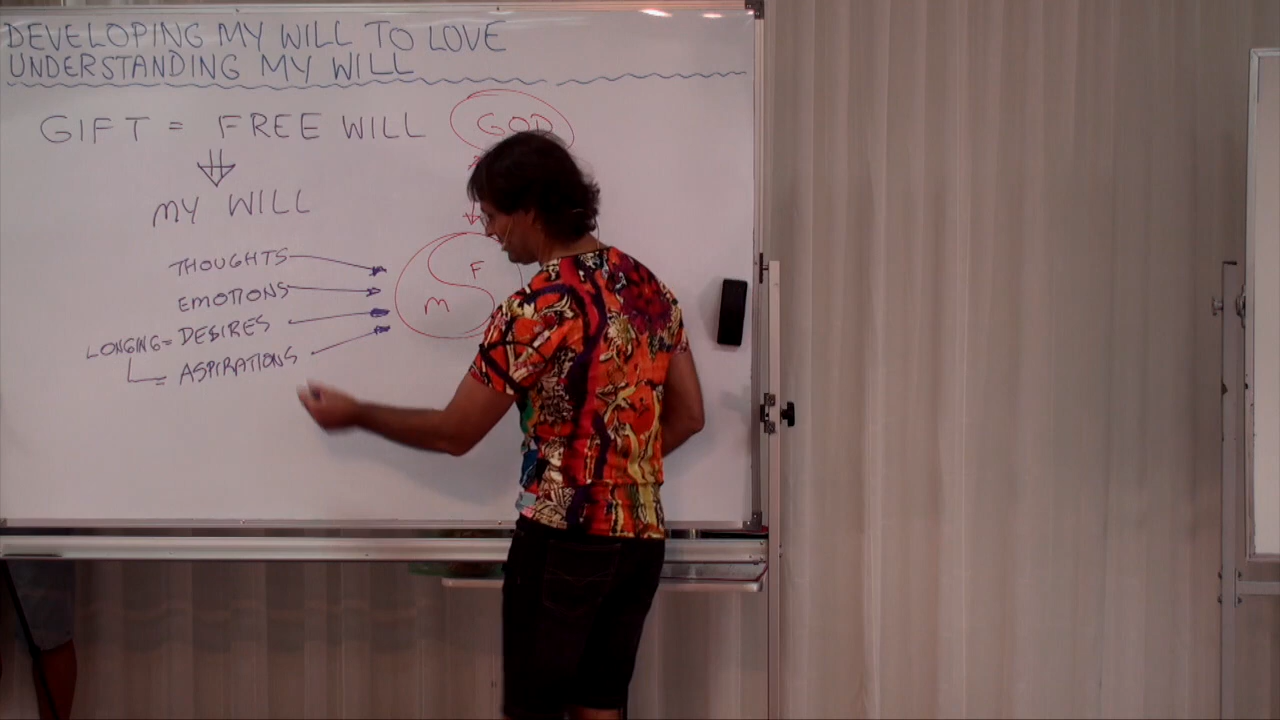 DEVELOPING MY WILL TO LOVE
UNDERSTANDING MY WILL
GIFT = FREE WILL
GOD
MY WILL
THOUGHTS
EMOTIONS
LONGING = DESIRES
= ASPIRATIONS
F
M